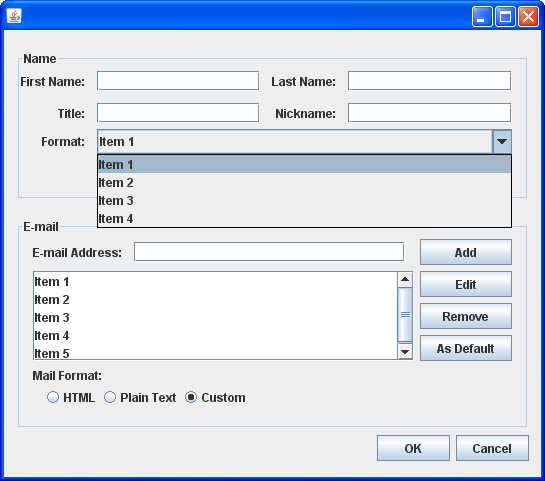 Name
First Name: Last Name:
Title: Nickname:
Format: Item 1
Item 1
Item 2
Item 3
Item 4
E-mail
E-mail Address: Add
Item 1
Item 2
Item 3
Item 4
Item 5
Edit
Remove
As Default
Mail Format:
HTML Plain Text Custom
OK Cancel